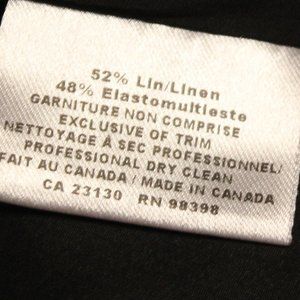 52% Lin/Linen
48% Elastomultieste
GARNITURE NON COMPRISE
EXCLUSIVE OF TRIM
NETTOYAGE À SEC PROFESSIONNEL/
PROFESSIONAL DRY CLEAN
FAIT AU CANADA / MADE IN CANADA
CA 23130 RN 98398